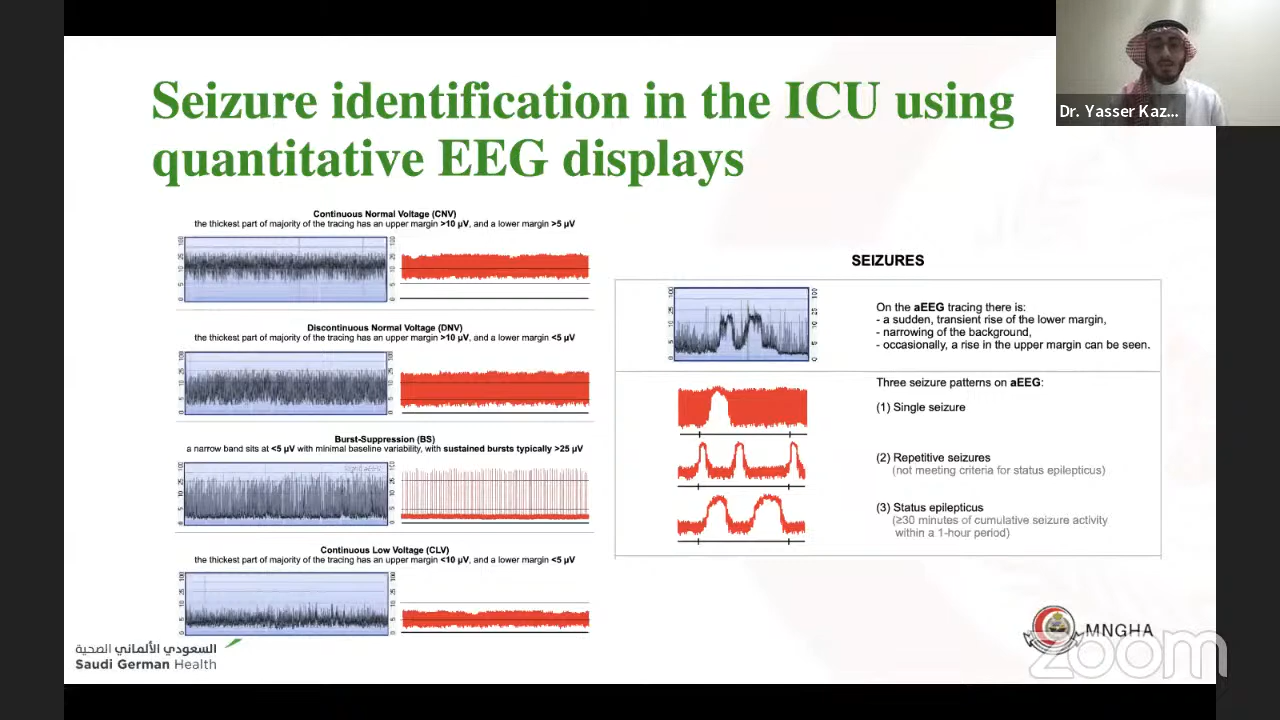 Seizure identification in the ICU using
quantitative EEG displays
Dr. Yasser Kaz...
Continuous Normal Voltage (CNV)
the thickest part of majority of the tracing has an upper margin >10 µV, and a lower margin >5 µV
Discontinuous Normal Voltage (DNV)
the thickest part of majority of the tracing has an upper margin >10 µV, and a lower margin <5 µV
Burst-Suppression (BS)
a narrow band sits at <5 µV with minimal baseline variability, with sustained bursts typically >25 µV
Continuous Low Voltage (CLV)
the thickest part of majority of the tracing has an upper margin <10 µV, and a lower margin <5 µV
SEIZURES
On the aEEG tracing there is:
- a sudden, transient rise of the lower margin,
- narrowing of the background,
- occasionally, a rise in the upper margin can be seen.
Three seizure patterns on aEEG:
(1) Single seizure
(2) Repetitive seizures
(not meeting criteria for status epilepticus)
(3) Status epilepticus
(≥30 minutes of cumulative seizure activity
within a 1-hour period)
السعودي الألماني الصحية
Saudi German Health
MNGHA
zoom